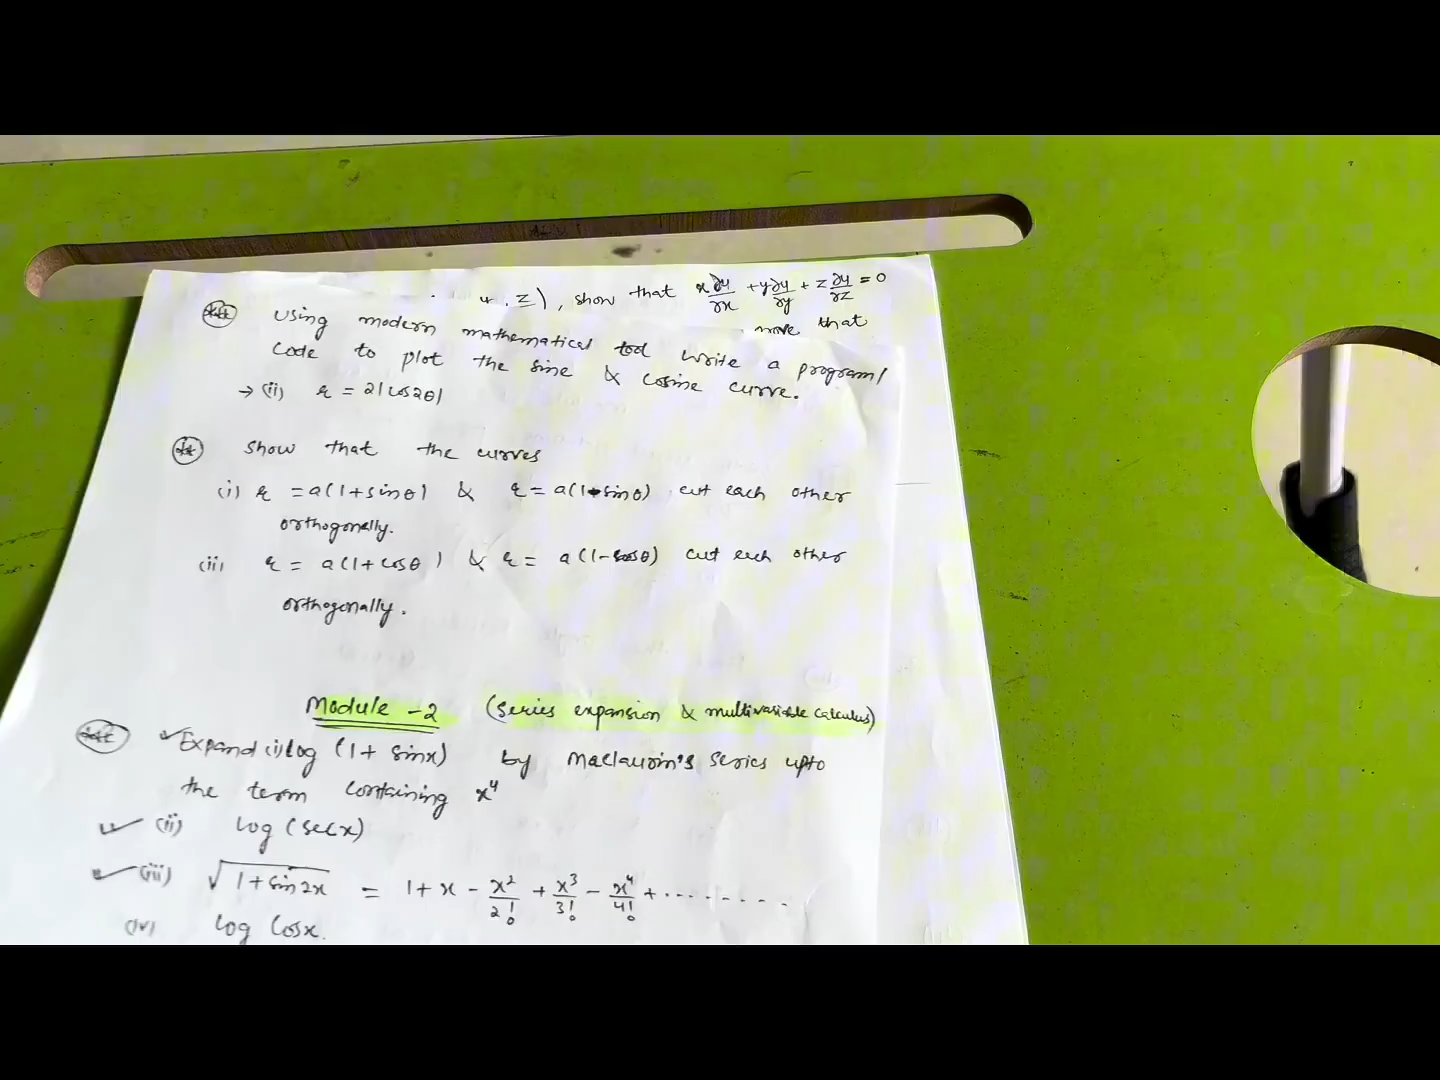 , z), show that x ∂u/∂x + y ∂u/∂y + z ∂u/∂z = 0
that
Using modern mathematical tool write a program/
code to plot the sine & cosine curve.
→ (ii) r = 2|cos2θ|
Show that the curves
(i) r = a(1+sinθ) & r = a(1-sinθ) cut each other
orthogonally.
(ii) r = a(1+cosθ) & r = a(1-cosθ) cut each other
orthogonally.
Module-2 (Series expansion & multivariable calculus)
Expand (i) log (1+ sinx) by Maclaurin's series upto
the term containing x⁴
(ii) log (secx)
(iii) √(1+sin2x) = 1 + x - x²/2! + x³/3! - x⁴/4! + ........
(iv) log cosx.